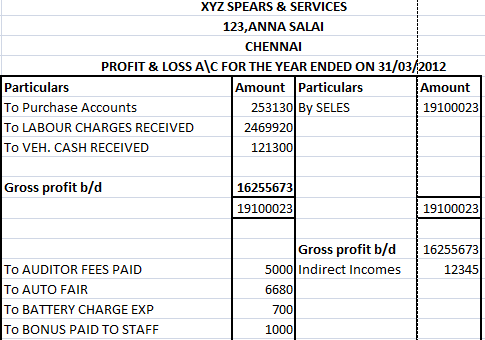 XYZ SPEARS & SERVICES
123,ANNA SALAI
CHENNAI
PROFIT & LOSS A\C FOR THE YEAR ENDED ON 31/03/2012
Particulars Amount Particulars Amount
To Purchase Accounts 253130 By SELES 19100023
To LABOUR CHARGES RECEIVED 2469920
To VEH. CASH RECEIVED 121300
Gross profit b/d 16255673
19100023 19100023
Gross profit b/d 16255673
To AUDITOR FEES PAID 5000 Indirect Incomes 12345
To AUTO FAIR 6680
To BATTERY CHARGE EXP 700
To BONUS PAID TO STAFF 1000